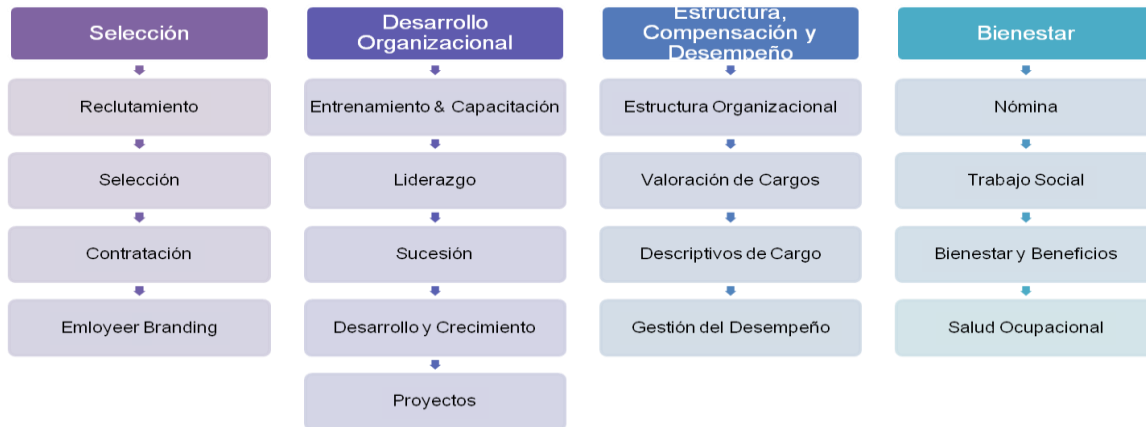 Selección
Reclutamiento
Selección
Contratación
Emloyeer Branding
Desarrollo
Organizacional
Entrenamiento & Capacitación
Liderazgo
Sucesión
Desarrollo y Crecimiento
Proyectos
Estructura,
Compensación y
Desempeño
Estructura Organizacional
Valoración de Cargos
Descriptivos de Cargo
Gestión del Desempeño
Bienestar
Nómina
Trabajo Social
Bienestar y Beneficios
Salud Ocupacional